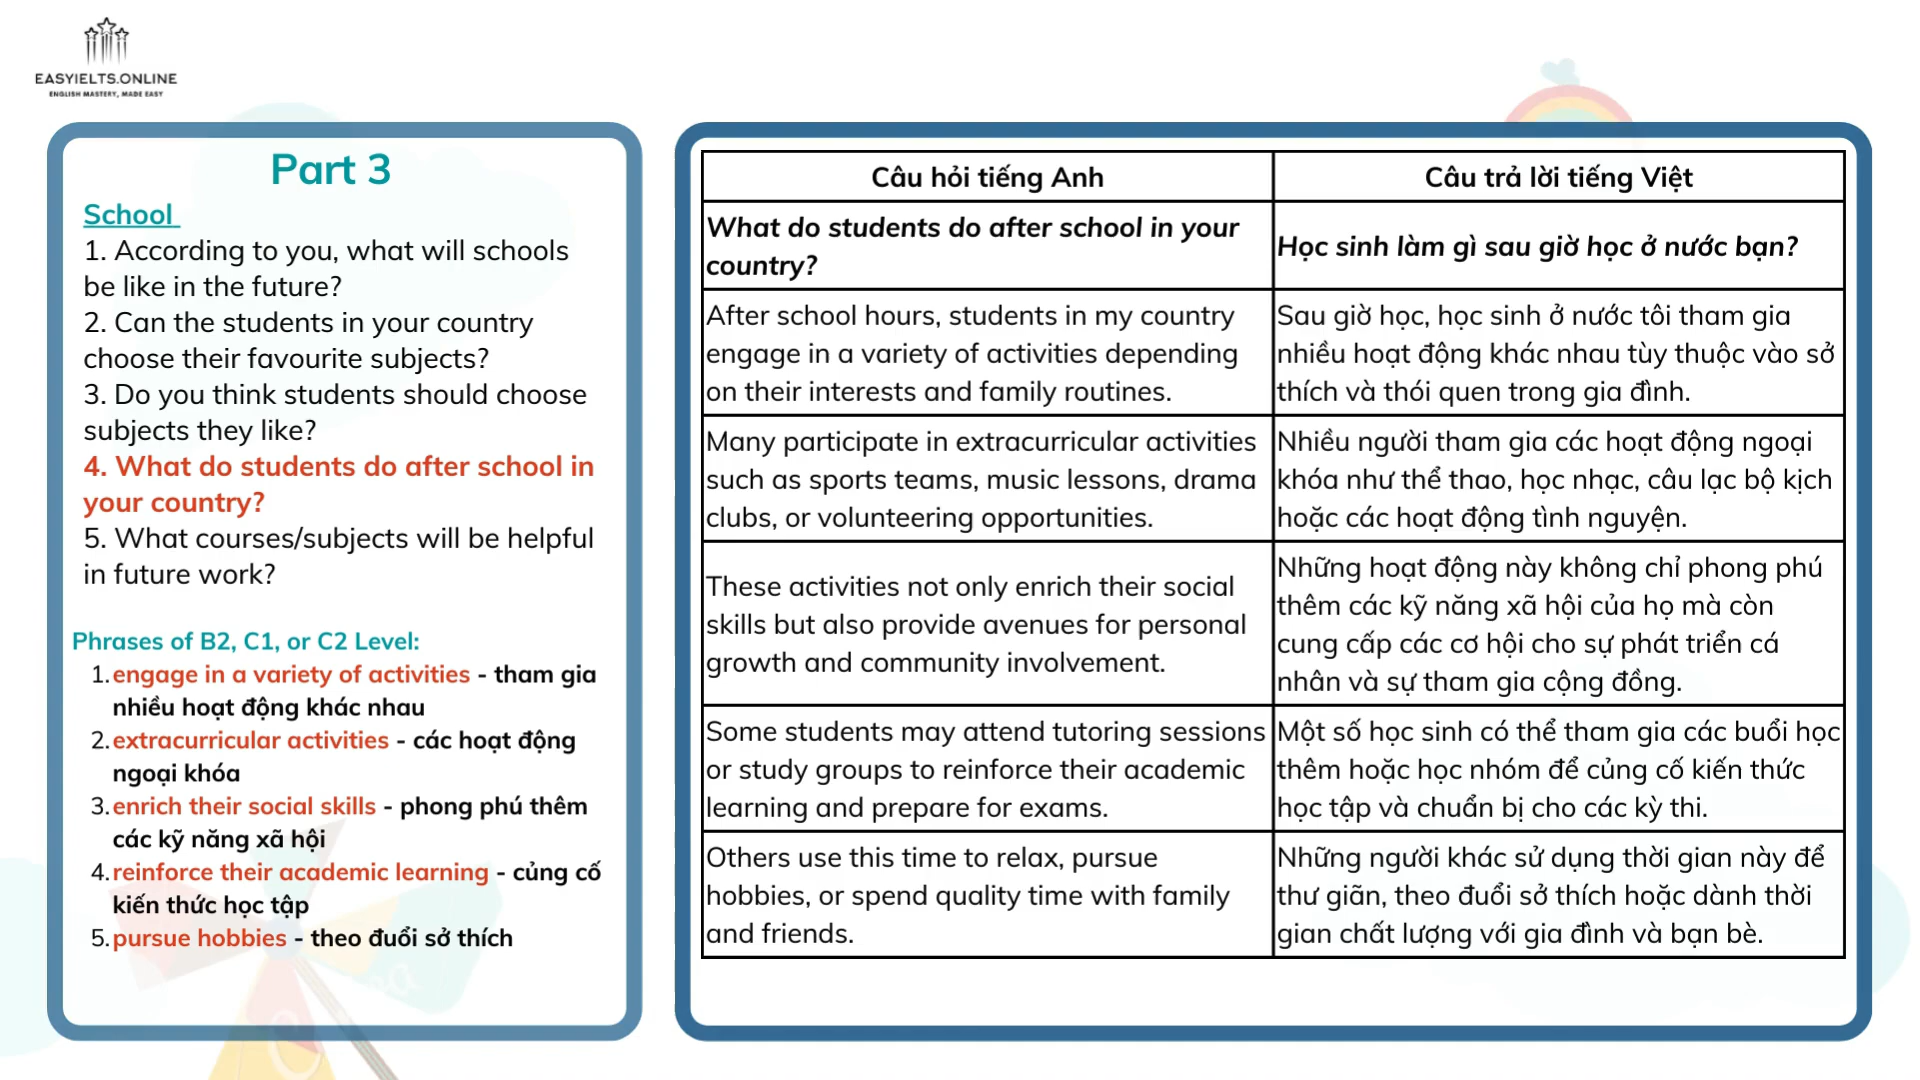 EASYIELTS.ONLINE
ENGLISH MASTERY, MADE EASY
Part 3
School
1. According to you, what will schools
be like in the future?
2. Can the students in your country
choose their favourite subjects?
3. Do you think students should choose
subjects they like?
4. What do students do after school in
your country?
5. What courses/subjects will be helpful
in future work?
Phrases of B2, C1, or C2 Level:
1. engage in a variety of activities - tham gia
nhiều hoạt động khác nhau
2. extracurricular activities - các hoạt động
ngoại khóa
3. enrich their social skills - phong phú thêm
các kỹ năng xã hội
4. reinforce their academic learning - củng cố
kiến thức học tập
5. pursue hobbies - theo đuổi sở thích
Câu hỏi tiếng Anh
Câu trả lời tiếng Việt
What do students do after school in your
country?
Học sinh làm gì sau giờ học ở nước bạn?
After school hours, students in my country
engage in a variety of activities depending
on their interests and family routines.
Sau giờ học, học sinh ở nước tôi tham gia
nhiều hoạt động khác nhau tùy thuộc vào sở
thích và thói quen trong gia đình.
Many participate in extracurricular activities
such as sports teams, music lessons, drama
clubs, or volunteering opportunities.
Nhiều người tham gia các hoạt động ngoại
khóa như thể thao, học nhạc, câu lạc bộ kịch
hoặc các hoạt động tình nguyện.
These activities not only enrich their social
skills but also provide avenues for personal
growth and community involvement.
Những hoạt động này không chỉ phong phú
thêm các kỹ năng xã hội của họ mà còn
cung cấp các cơ hội cho sự phát triển cá
nhân và sự tham gia cộng đồng.
Some students may attend tutoring sessions
or study groups to reinforce their academic
learning and prepare for exams.
Một số học sinh có thể tham gia các buổi học
thêm hoặc học nhóm để củng cố kiến thức
học tập và chuẩn bị cho các kỳ thi.
Others use this time to relax, pursue
hobbies, or spend quality time with family
and friends.
Những người khác sử dụng thời gian này để
thư giãn, theo đuổi sở thích hoặc dành thời
gian chất lượng với gia đình và bạn bè.